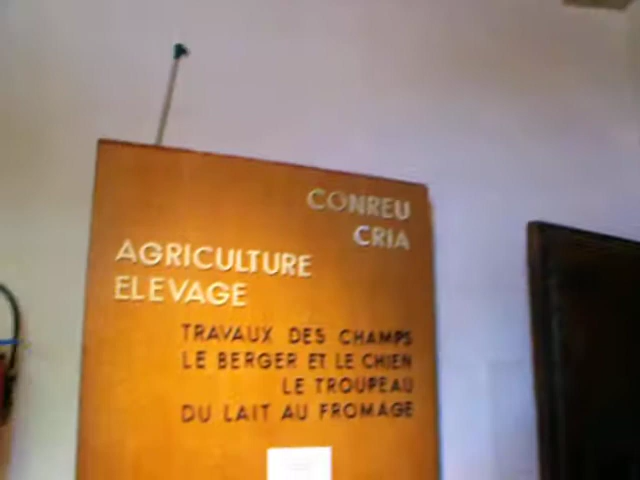 CONREU
CRIA
AGRICULTURE
ELEVAGE
TRAVAUX DES CHAMPS
LE BERGER ET LE CHIEN
LE TROUPEAU
DU LAIT AU FROMAGE